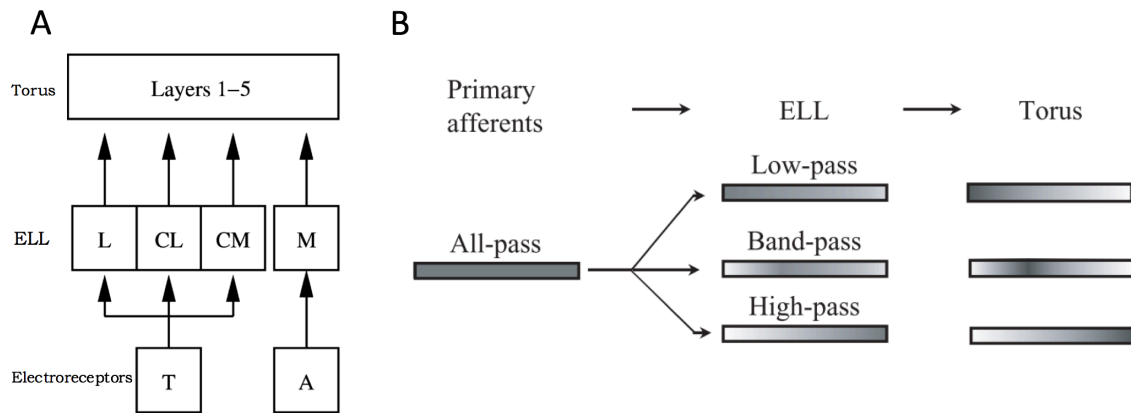 A
Torus
Layers 1–5
ELL
L
CL
CM
M
Electroreceptors
T
A
B
Primary
afferents
ELL
Torus
Low-pass
All-pass
Band-pass
High-pass